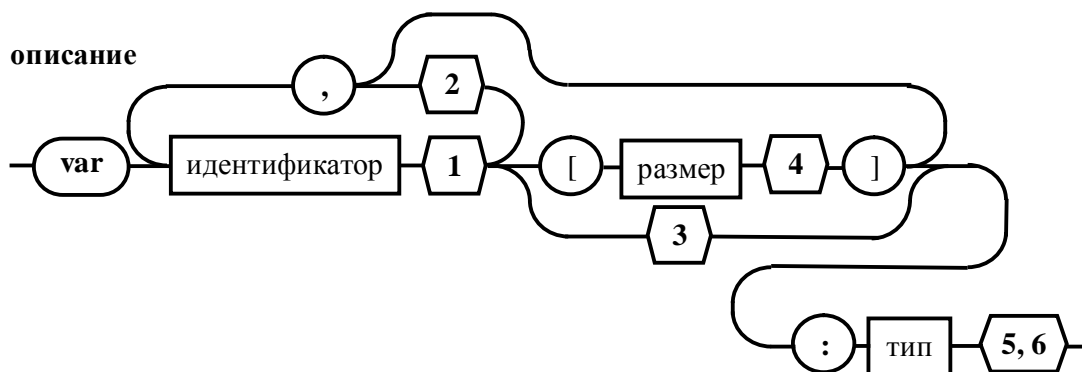 описание
, 2
var идентификатор 1 [ размер 4 ]
3
: тип 5, 6